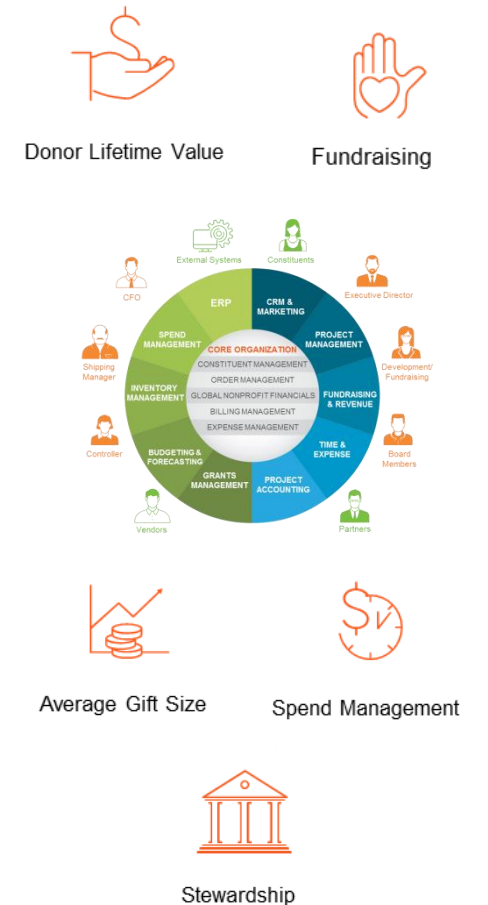 Donor Lifetime Value
Fundraising
External Systems
Constituents
CFO
Executive Director
ERP
CRM &
MARKETING
SPEND
MANAGEMENT
PROJECT
MANAGEMENT
CORE ORGANIZATION
CONSTITUENT MANAGEMENT
ORDER MANAGEMENT
GLOBAL NONPROFIT FINANCIALS
BILLING MANAGEMENT
EXPENSE MANAGEMENT
Shipping
Manager
Development/
Fundraising
INVENTORY
MANAGEMENT
FUNDRAISING
& REVENUE
Controller
Board
Members
BUDGETING &
FORECASTING
TIME &
EXPENSE
GRANTS
MANAGEMENT
PROJECT
ACCOUNTING
Vendors
Partners
Average Gift Size
Spend Management
Stewardship